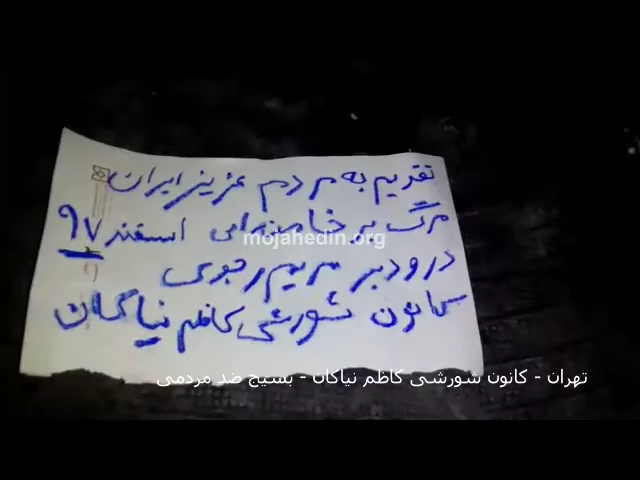 تقدیم به مردم عزیز ایران
مرگ بر خامنه‌ای اسفند ۹۷
mojahedin.org
درود بر مریم رجوی
کانون شورشی کاظم نیاکان
تهران - کانون شورشی کاظم نیاکان - بسیج ضد مردمی